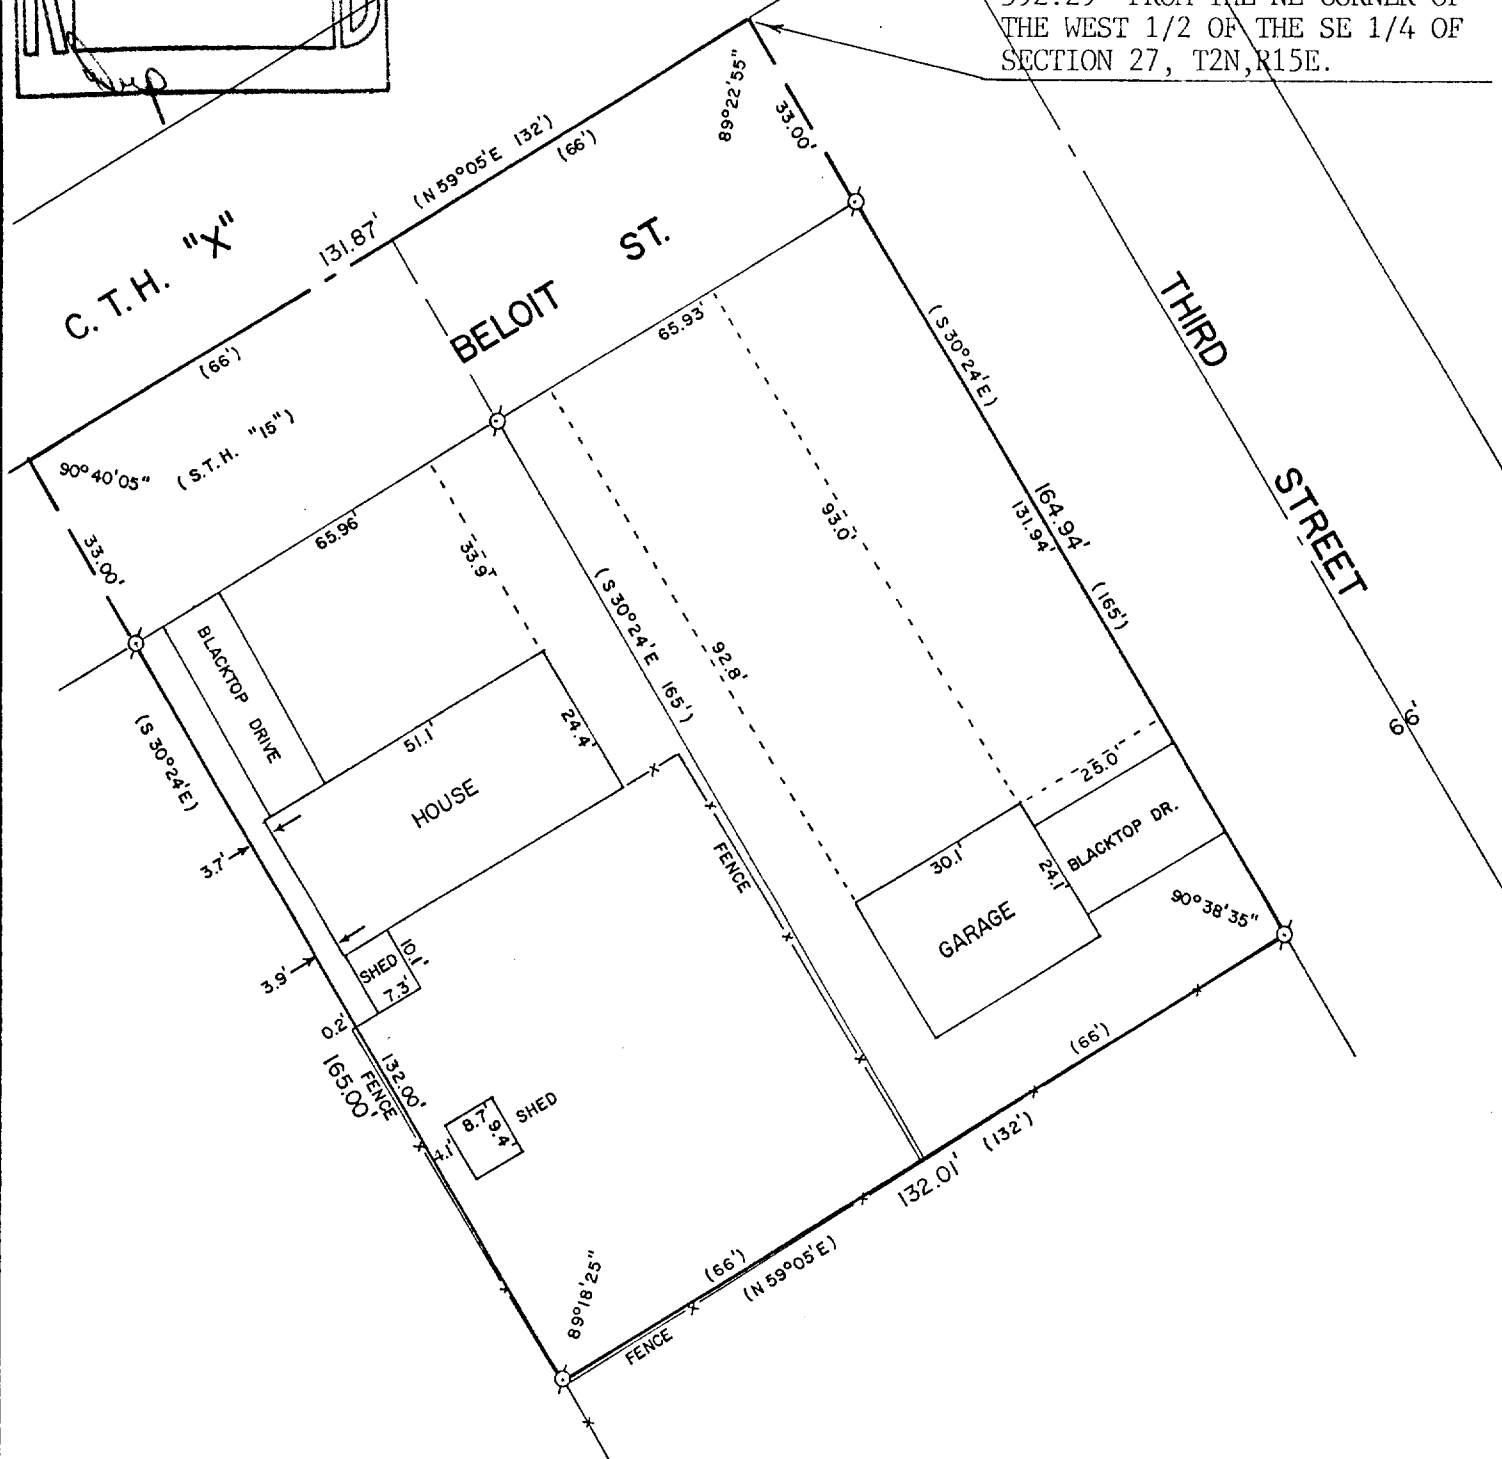 THE WEST 1/2 OF THE SE 1/4 OF
SECTION 27, T2N,R15E.
89°22'55"
33.00'
(N 59°05'E 132')
(66')
131.87'
C. T. H. "X"
BELOIT ST.
(66')
(S.T.H. "15")
90°40'05"
33.00'
65.93'
65.96'
THIRD STREET
66'
(S 30°24'E)
164.94'
131.94'
(165')
93.0'
92.8'
33.9'
(S 30°24'E 165')
BLACKTOP DRIVE
(S 30°24'E)
51.1'
24.4'
HOUSE
25.0'
BLACKTOP DR.
30.1'
24.1'
GARAGE
90°38'35"
FENCE
3.7'
3.9'
SHED
10.1'
7.3'
0.2'
132.00'
FENCE
165.00'
8.7'
9.4'
SHED
4.1'
(66')
(132')
132.01'
(66')
(N 59°05'E)
89°18'25"
FENCE